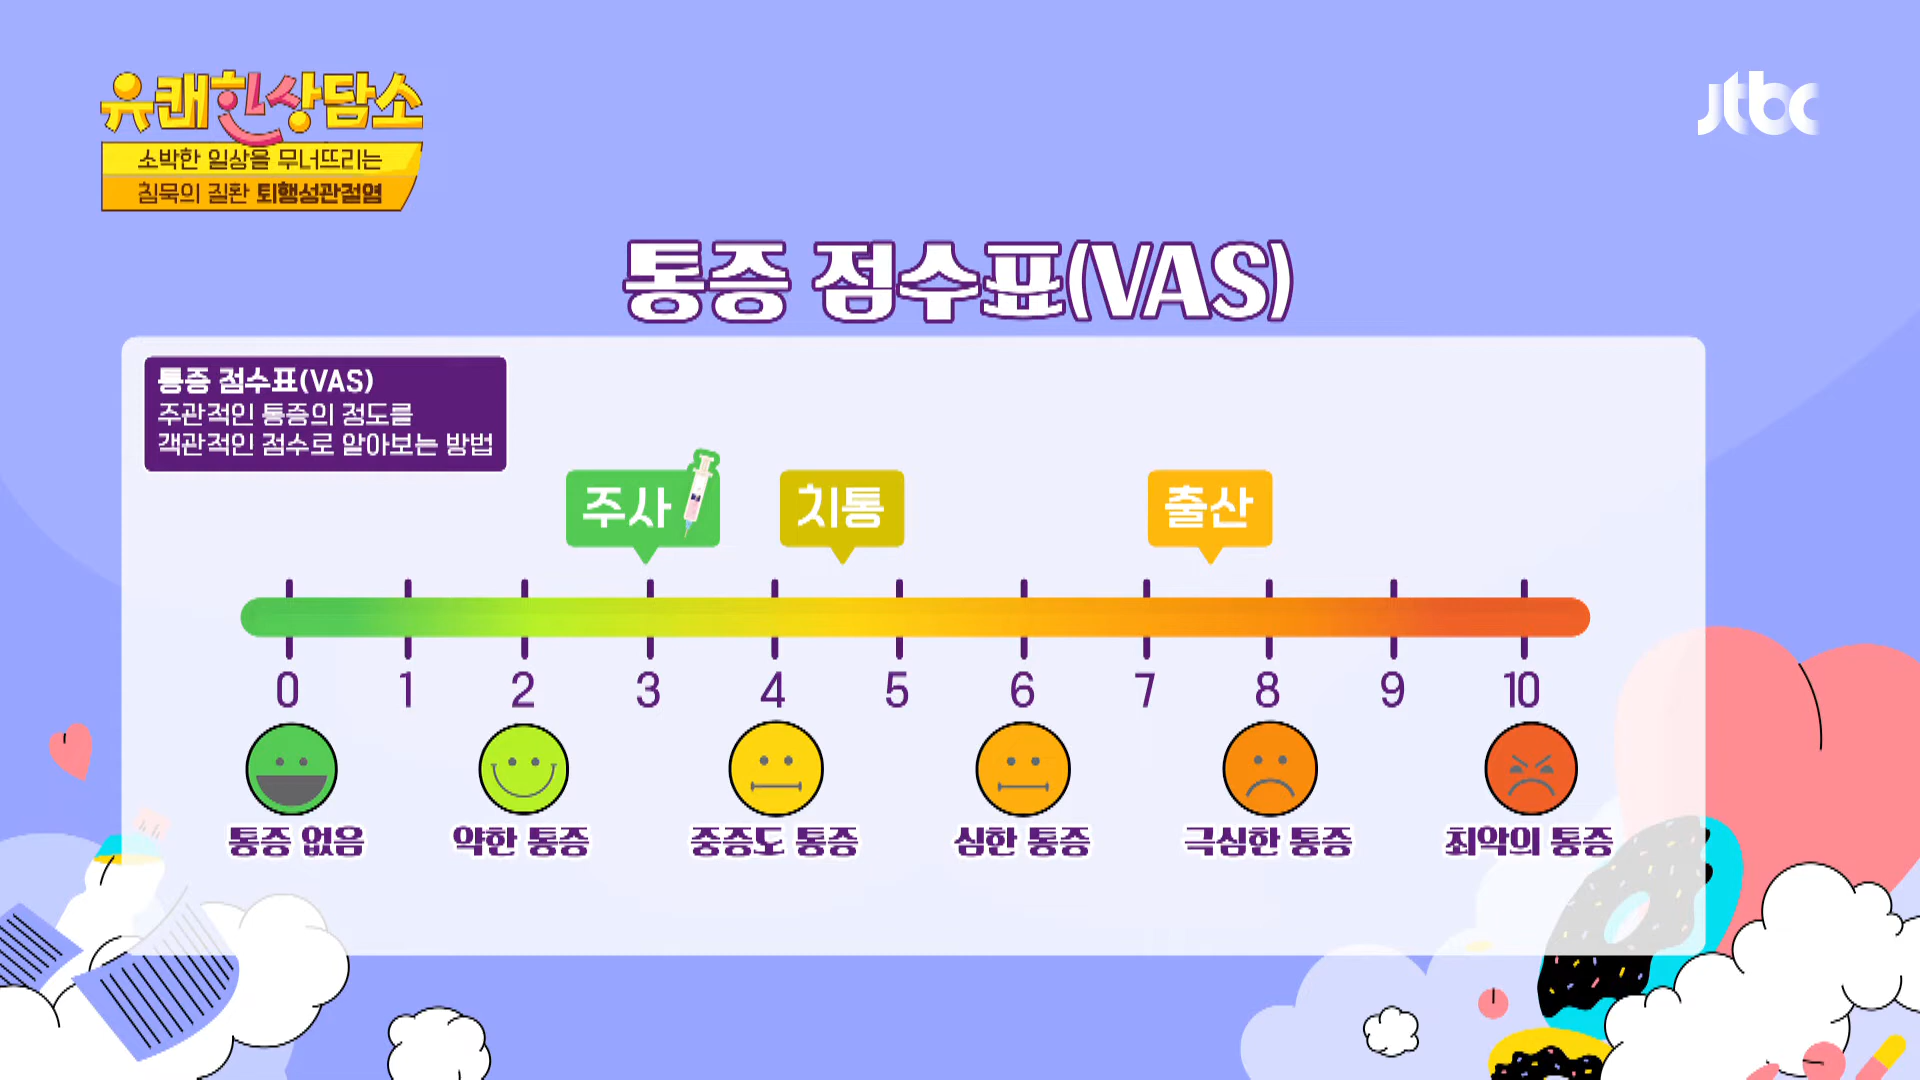 유쾌한상담소
소박한 일상을 무너뜨리는
침묵의 질환 퇴행성관절염
jtbc
통증 점수표(VAS)
통증 점수표(VAS)
주관적인 통증의 정도를
객관적인 점수로 알아보는 방법
주사 치통 출산
0 1 2 3 4 5 6 7 8 9 10
통증 없음 약한 통증 중증도 통증 심한 통증 극심한 통증 최악의 통증